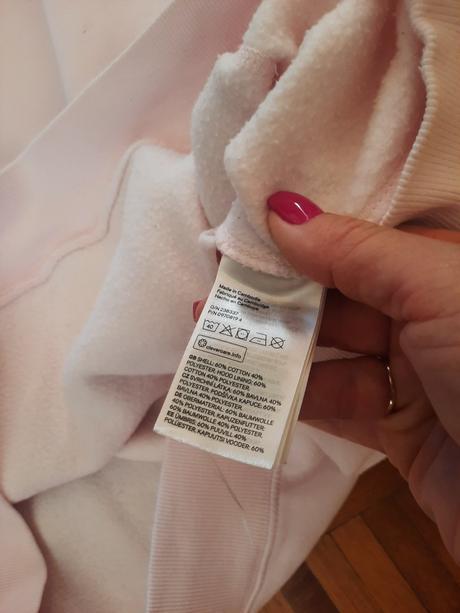 Made in Cambodia
Fabriqué au Cambodge
Hecho en Camboya
O/N 238337
P/N 0970819 4
40
clevercare.info
GB SHELL: 60% COTTON 40%
POLYESTER; HOOD LINING: 60%
COTTON 40% POLYESTER.
CZ SVRCHNÍ LÁTKA: 60% BAVLNA 40%
POLYESTER. PODŠÍVKA KAPUCE: 60%
BAVLNA 40% POLYESTER.
DE OBERMATERIAL: 60% BAUMWOLLE
40% POLYESTER. KAPUZENFUTTER:
60% BAUMWOLLE 40% POLYESTER.
EE ÜMBRIS: 60% PUUVILL 40%
POLÜESTER. KAPUUTSI VOODER: 60%